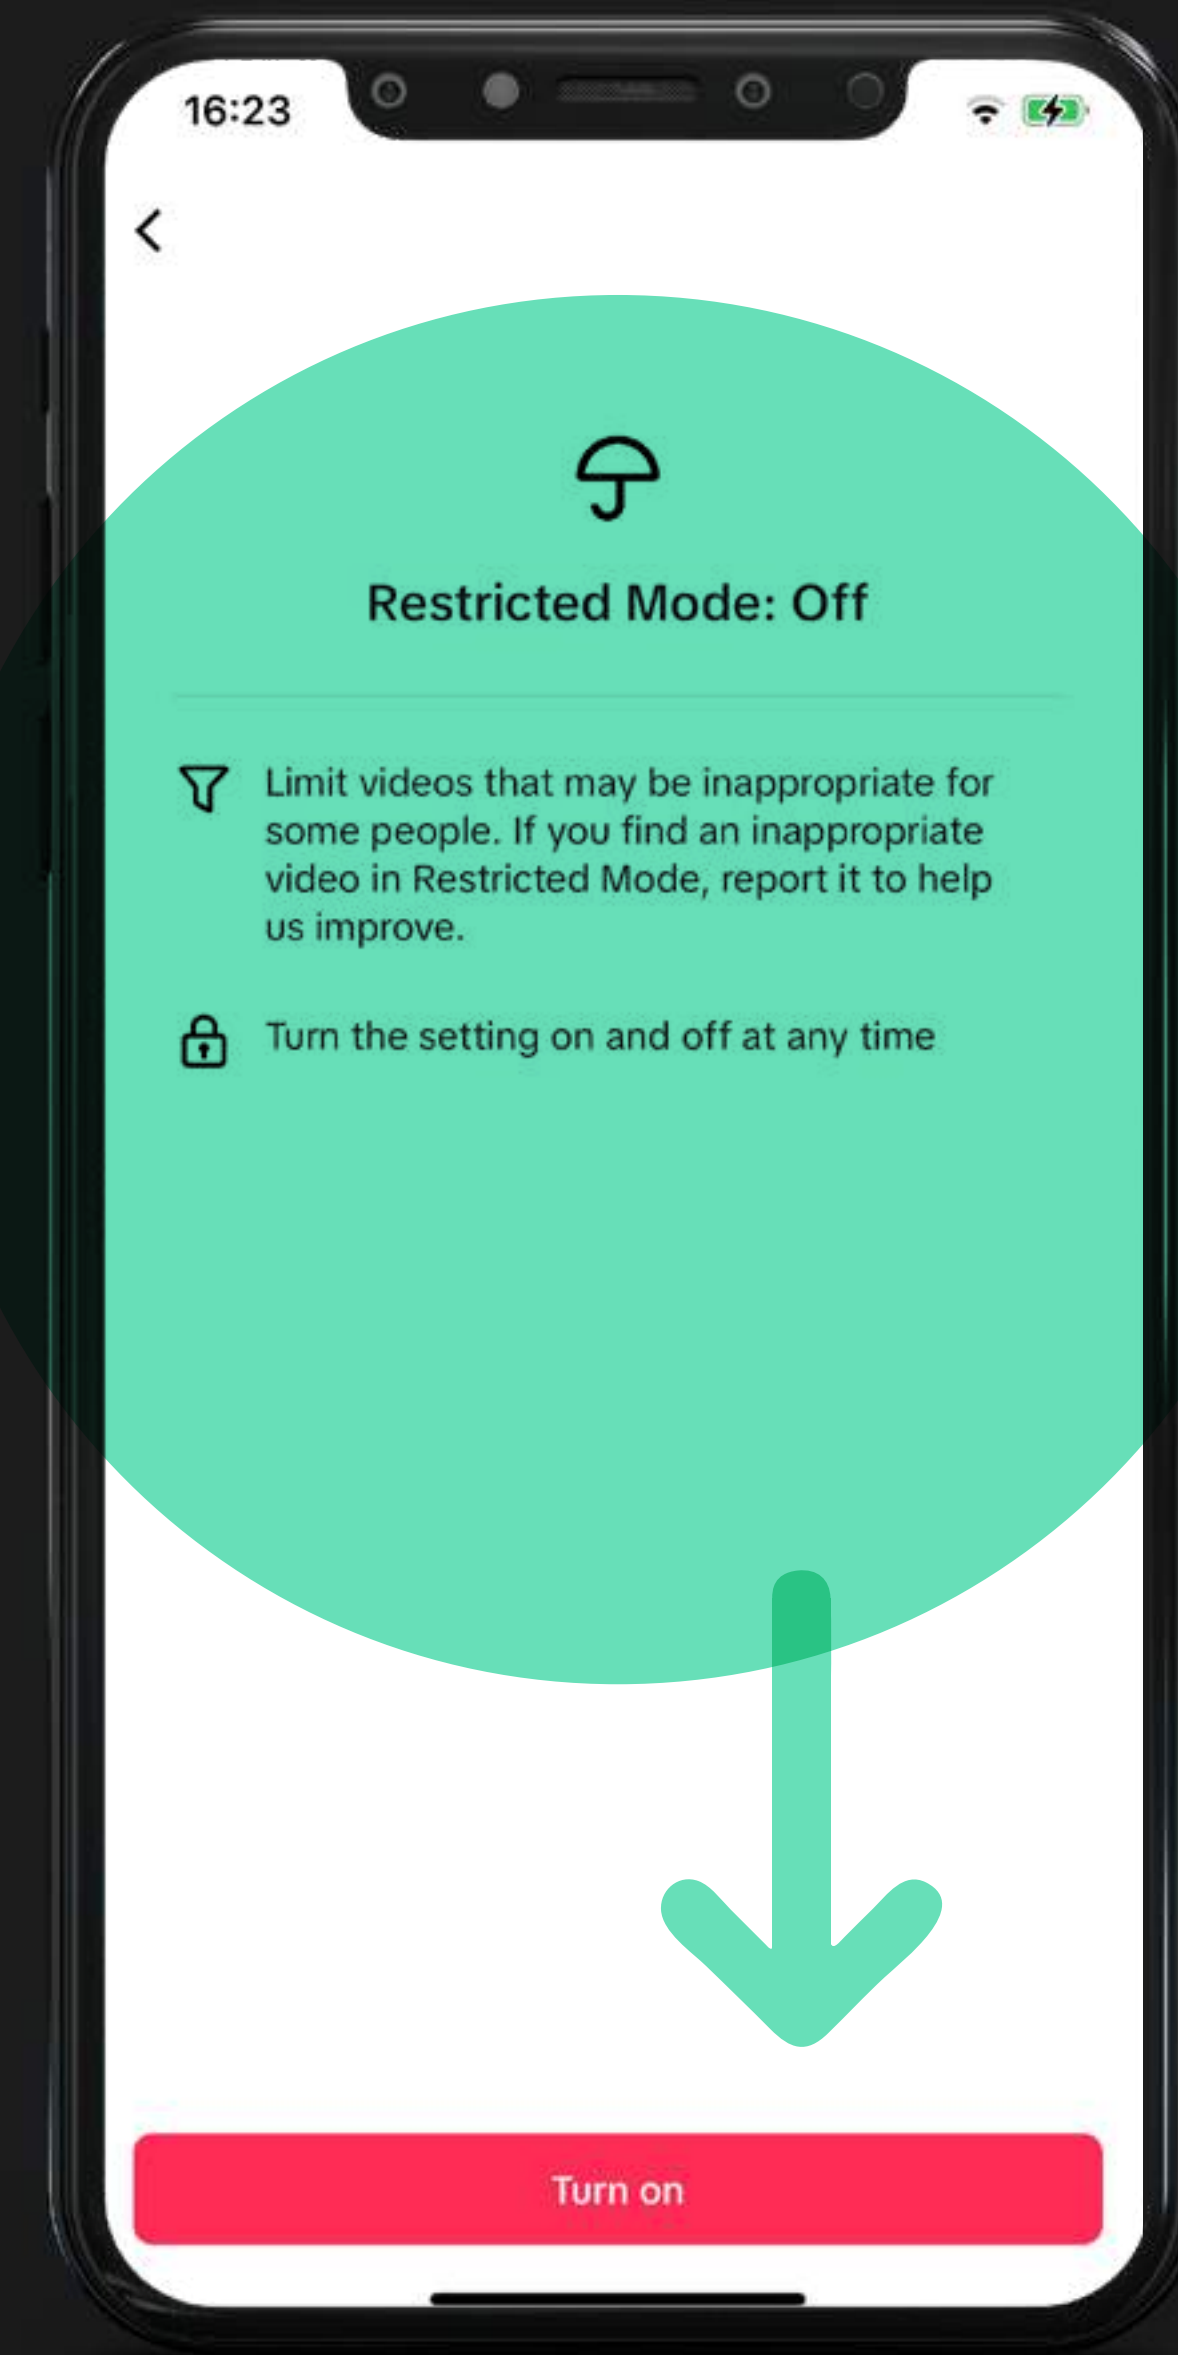 16:23
Restricted Mode: Off
Limit videos that may be inappropriate for
some people. If you find an inappropriate
video in Restricted Mode, report it to help
us improve.
Turn the setting on and off at any time
Turn on